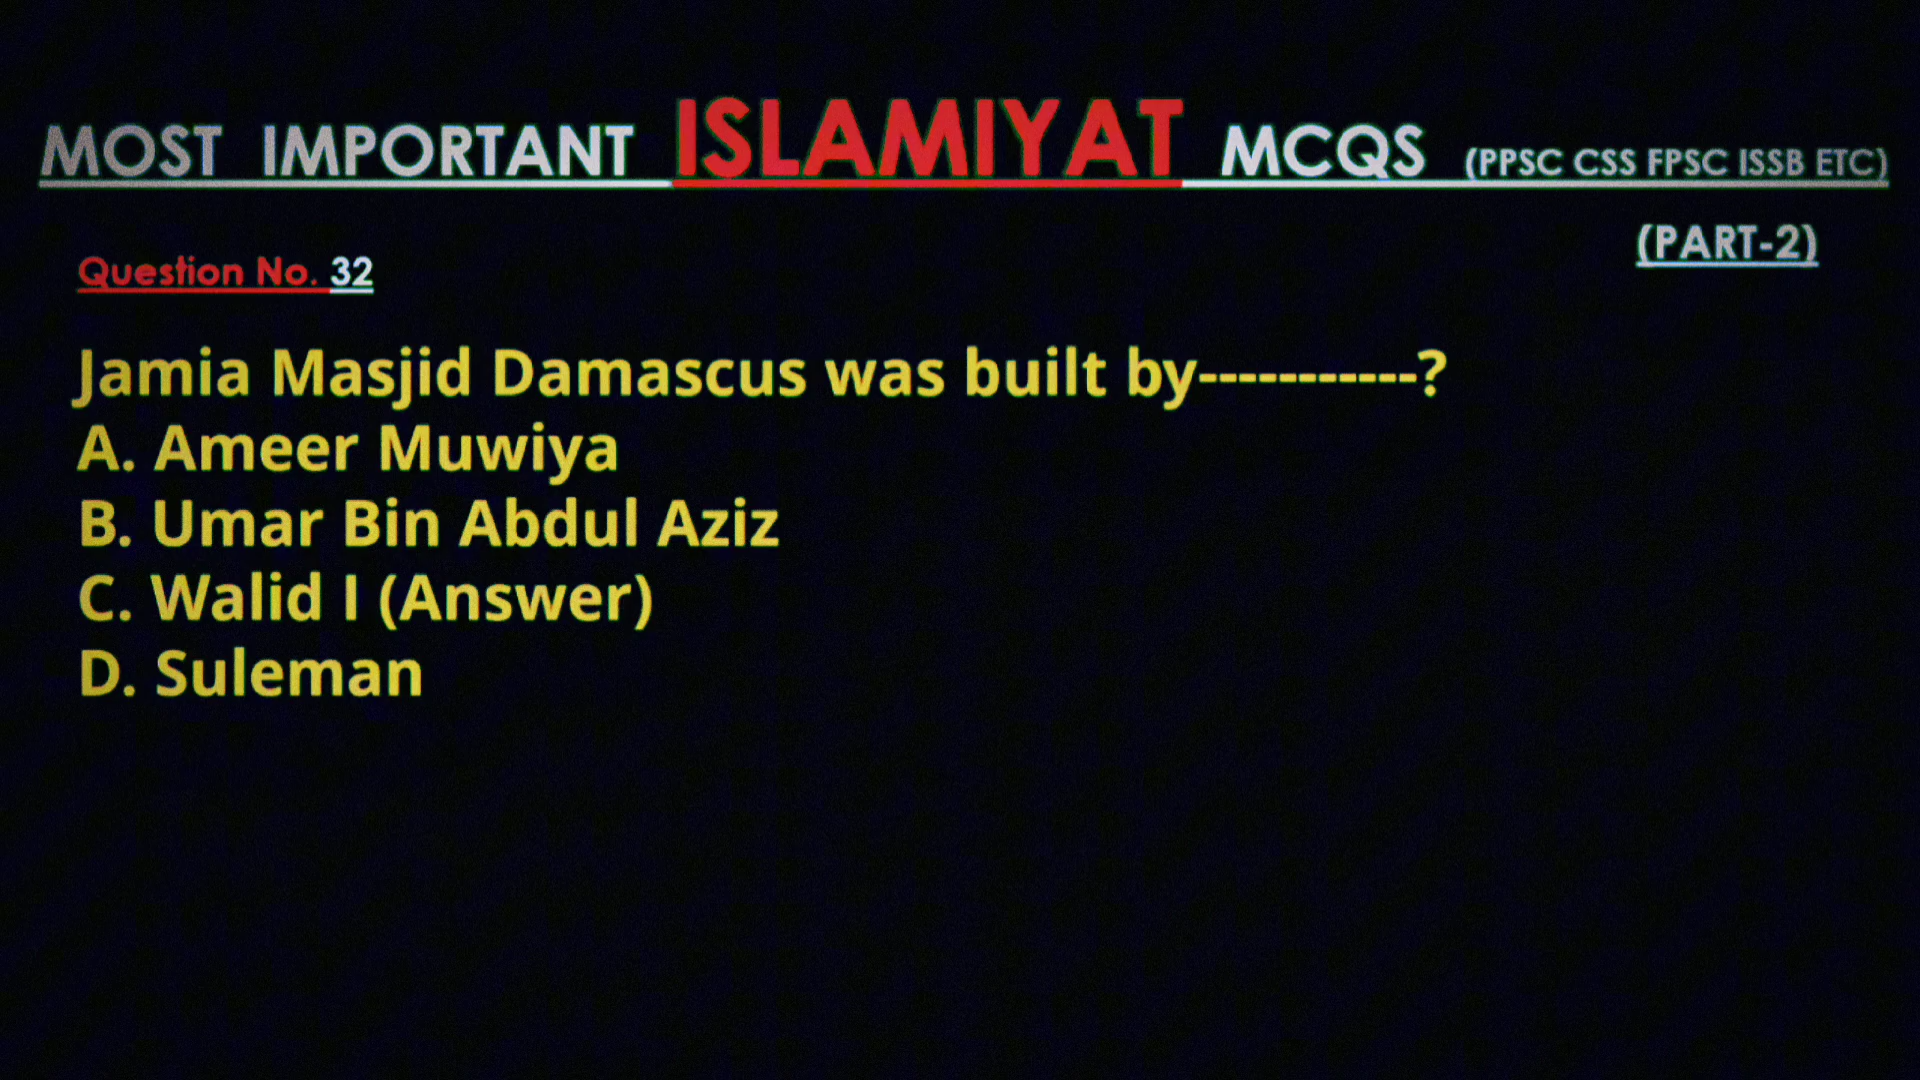 MOST IMPORTANT ISLAMIYAT MCQS (PPSC CSS FPSC ISSB ETC)
(PART-2)
Question No. 32
Jamia Masjid Damascus was built by-----------?
A. Ameer Muwiya
B. Umar Bin Abdul Aziz
C. Walid I (Answer)
D. Suleman